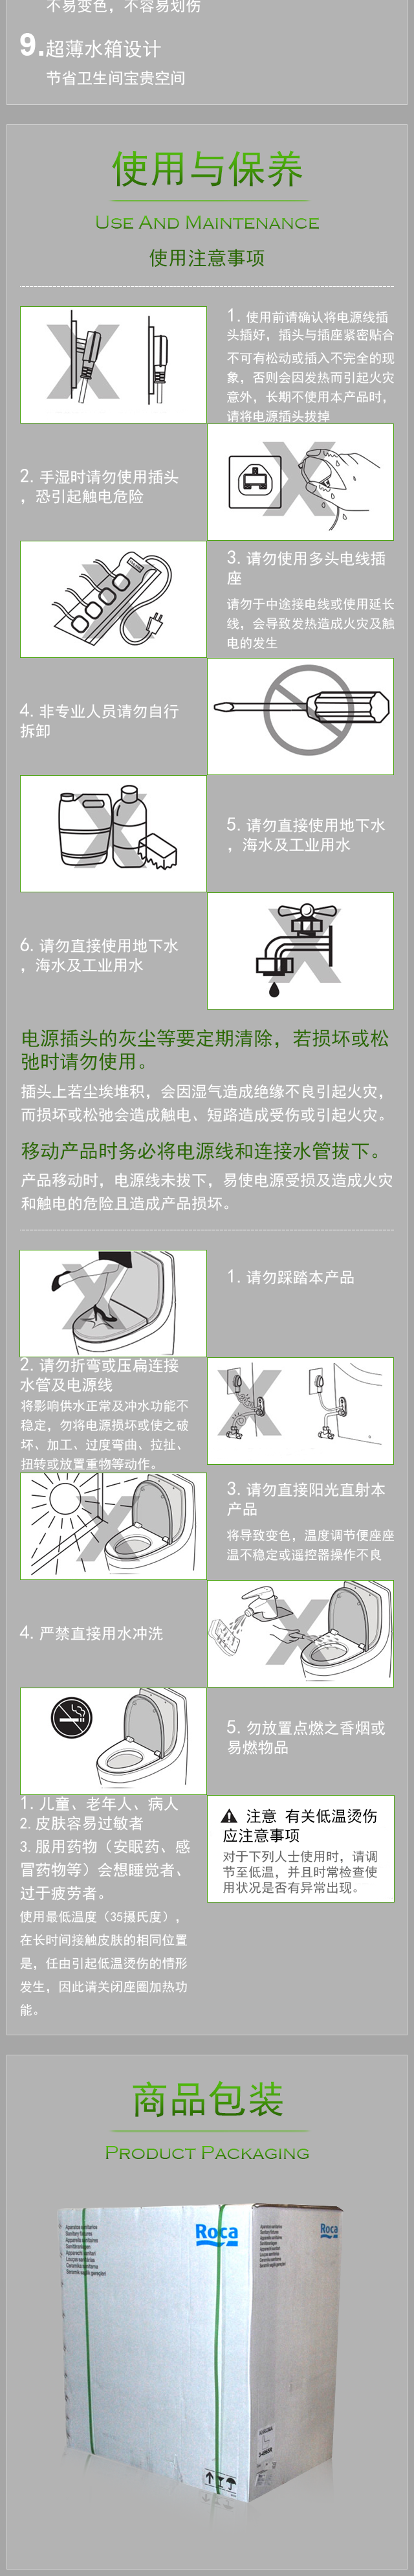 不易变色，不容易划伤
9.超薄水箱设计
节省卫生间宝贵空间
使用与保养
USE AND MAINTENANCE
使用注意事项
1. 使用前请确认将电源线插
头插好，插头与插座紧密贴合
不可有松动或插入不完全的现
象，否则会因发热而引起火灾
意外，长期不使用本产品时，
请将电源插头拔掉
2. 手湿时请勿使用插头
，恐引起触电危险
3. 请勿使用多头电线插
座
请勿于中途接电线或使用延长
线，会导致发热造成火灾及触
电的发生
4. 非专业人员请勿自行
拆卸
5. 请勿直接使用地下水
，海水及工业用水
6. 请勿直接使用地下水
，海水及工业用水
电源插头的灰尘等要定期清除，若损坏或松
弛时请勿使用。
插头上若尘埃堆积，会因湿气造成绝缘不良引起火灾，
而损坏或松弛会造成触电、短路造成受伤或引起火灾。
移动产品时务必将电源线和连接水管拔下。
产品移动时，电源线未拔下，易使电源受损及造成火灾
和触电的危险且造成产品损坏。
1. 请勿踩踏本产品
2. 请勿折弯或压扁连接
水管及电源线
将影响供水正常及冲水功能不
稳定，勿将电源损坏或使之破
坏、加工、过度弯曲、拉扯、
扭转或放置重物等动作。
3. 请勿直接阳光直射本
产品
将导致变色，温度调节便座座
温不稳定或遥控器操作不良
4. 严禁直接用水冲洗
5. 勿放置点燃之香烟或
易燃物品
1. 儿童、老年人、病人
2. 皮肤容易过敏者
3. 服用药物（安眠药、感
冒药物等）会想睡觉者、
过于疲劳者。
使用最低温度（35摄氏度），
在长时间接触皮肤的相同位置
是，任由引起低温烫伤的情形
发生，因此请关闭座圈加热功
能。
注意 有关低温烫伤
应注意事项
对于下列人士使用时，请调
节至低温，并且时常检查使
用状况是否有异常出现。
商品包装
PRODUCT PACKAGING
Roca
Roca